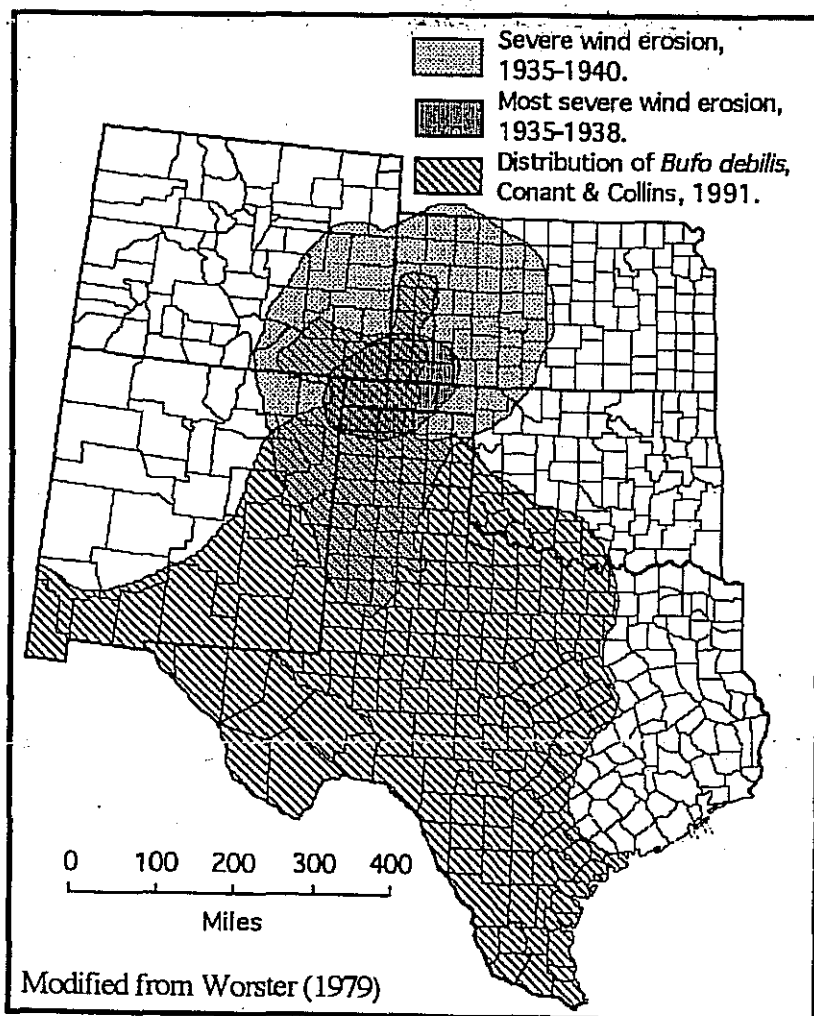 Severe wind erosion,
1935-1940.
Most severe wind erosion,
1935-1938.
Distribution of Bufo debilis,
Conant & Collins, 1991.
0 100 200 300 400
Miles
Modified from Worster (1979)